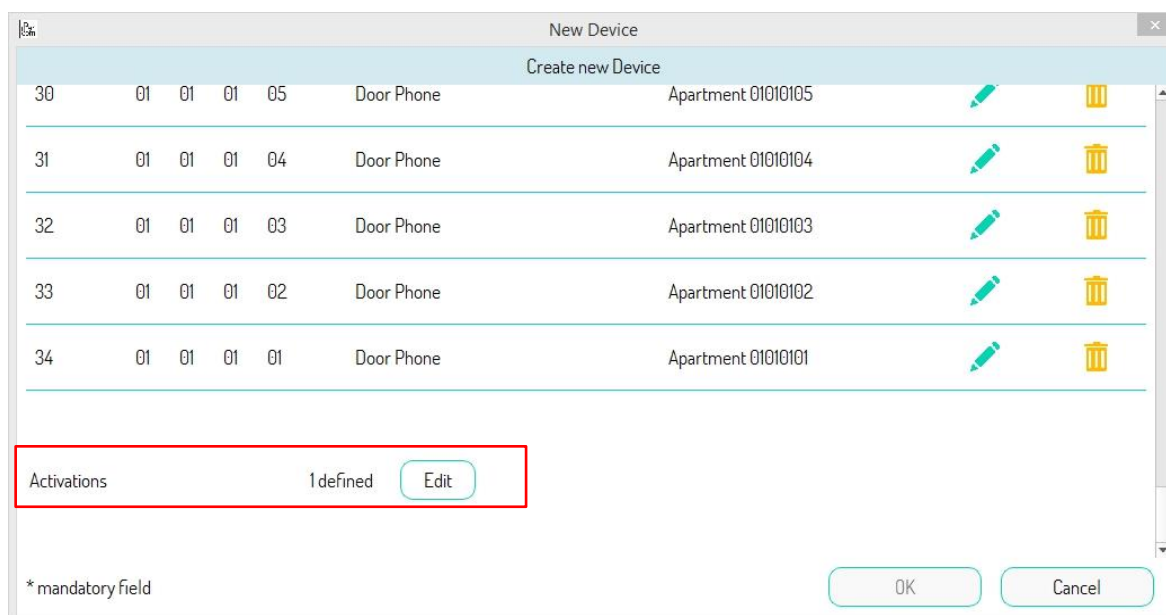 New Device
Create new Device
30 01 01 01 05 Door Phone Apartment 01010105
31 01 01 01 04 Door Phone Apartment 01010104
32 01 01 01 03 Door Phone Apartment 01010103
33 01 01 01 02 Door Phone Apartment 01010102
34 01 01 01 01 Door Phone Apartment 01010101
Activations 1 defined Edit
* mandatory field OK Cancel